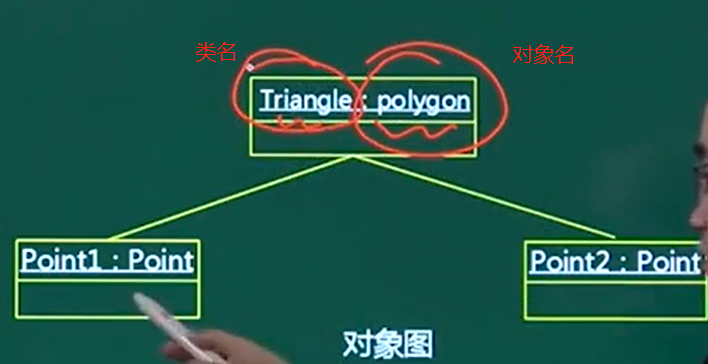 类名
对象名
Triangle : polygon
Point1 : Point
Point2 : Point
对象图